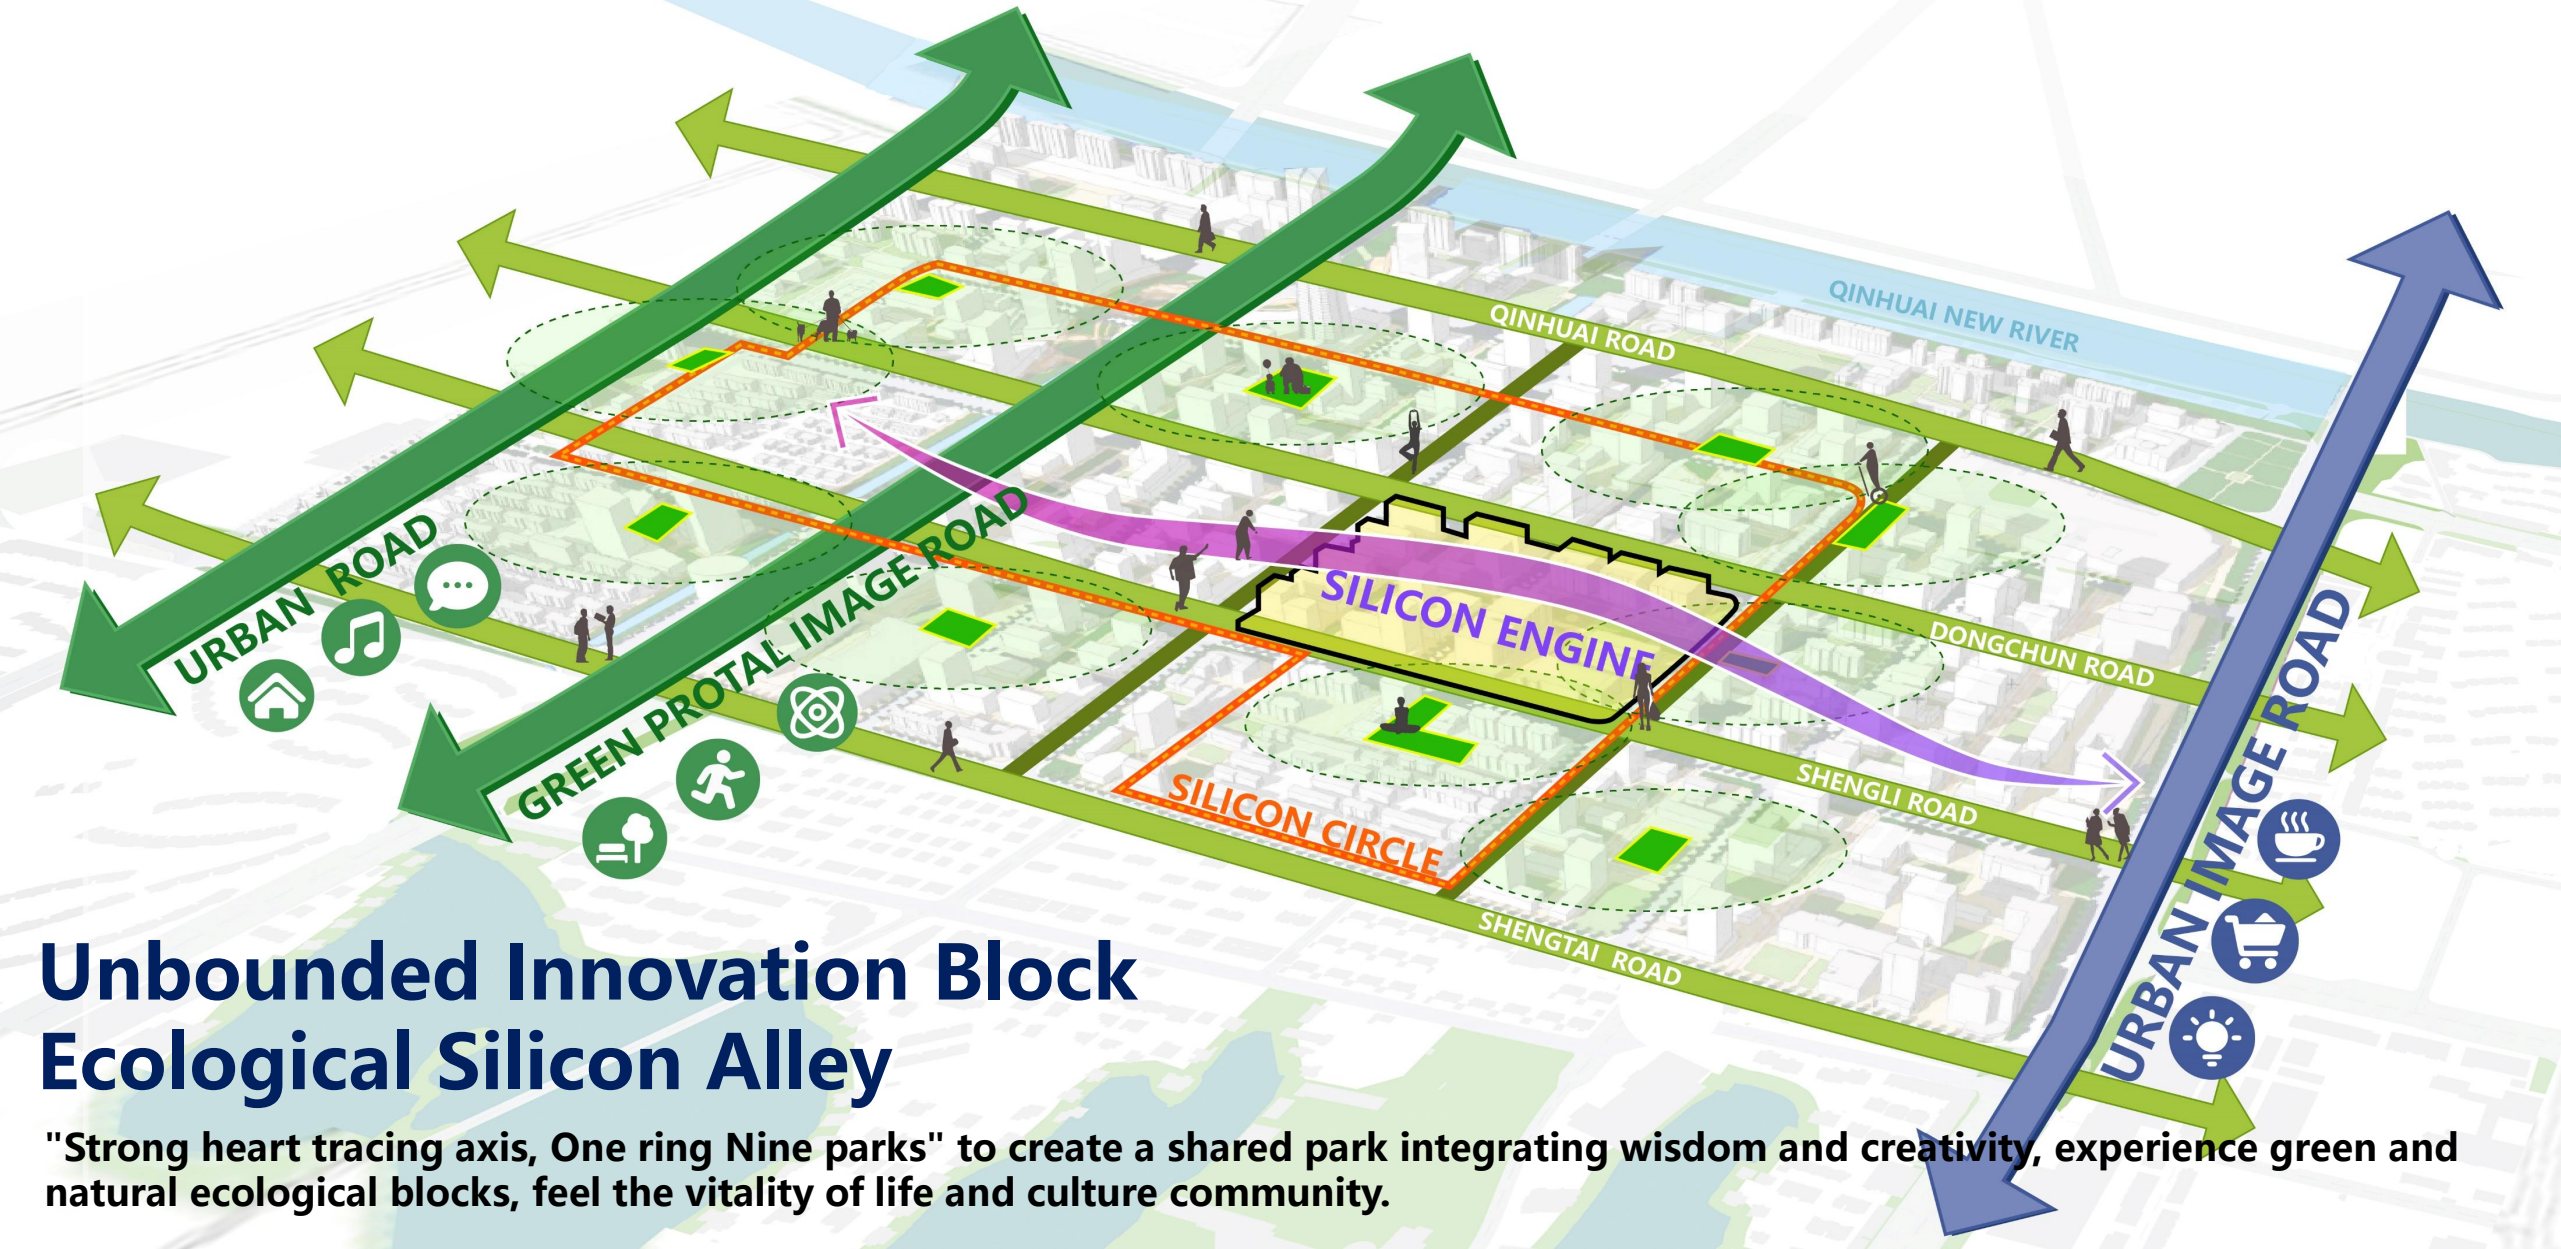 QINHUAI NEW RIVER
QINHUAI ROAD
URBAN ROAD
GREEN PROTAL IMAGE ROAD
SILICON ENGINE
DONGCHUN ROAD
SHENGLI ROAD
SILICON CIRCLE
SHENGTAI ROAD
URBAN IMAGE ROAD
Unbounded Innovation Block
Ecological Silicon Alley
"Strong heart tracing axis, One ring Nine parks" to create a shared park integrating wisdom and creativity, experience green and
natural ecological blocks, feel the vitality of life and culture community.